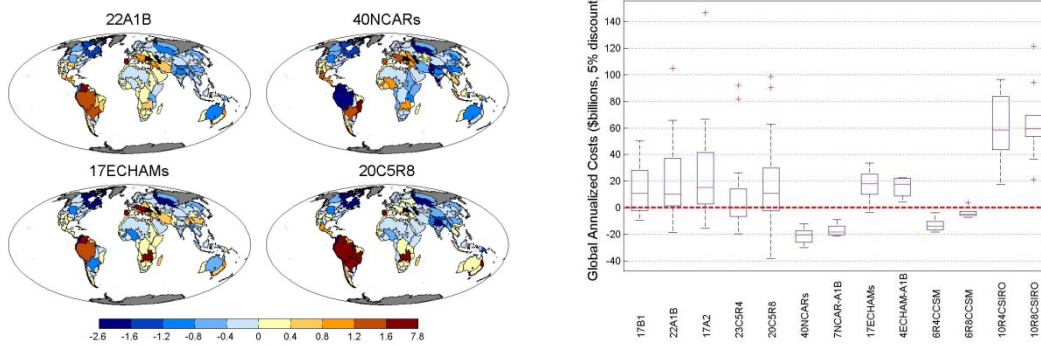 22A1B
40NCARs
17ECHAMs
20C5R8
-2.6 -1.6 -1.2 -0.8 -0.4 0 0.4 0.8 1.2 1.6 7.8
Global Annualized Costs ($billions, 5% discount
140
120
100
80
60
40
20
0
-20
-40
17B1
22A1B
17A2
23C5R4
20C5R8
40NCARs
7NCAR-A1B
17ECHAMs
4ECHAM-A1B
6R4CCSM
6R8CCSM
10R4CSIRO
10R8CSIRO